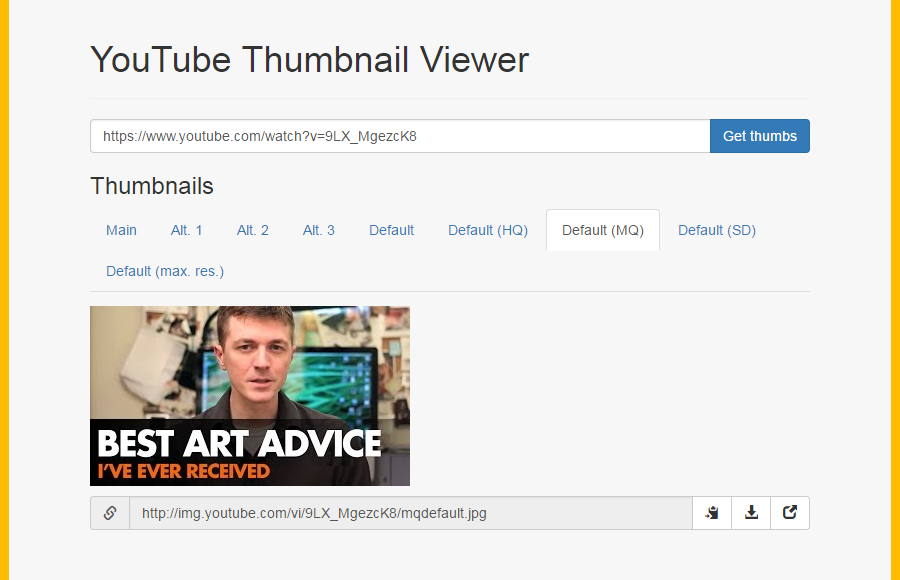 YouTube Thumbnail Viewer
https://www.youtube.com/watch?v=9LX_MgezcK8 Get thumbs
Thumbnails
Main Alt. 1 Alt. 2 Alt. 3 Default Default (HQ) Default (MQ) Default (SD)
Default (max. res.)
BEST ART ADVICE
I'VE EVER RECEIVED
http://img.youtube.com/vi/9LX_MgezcK8/mqdefault.jpg